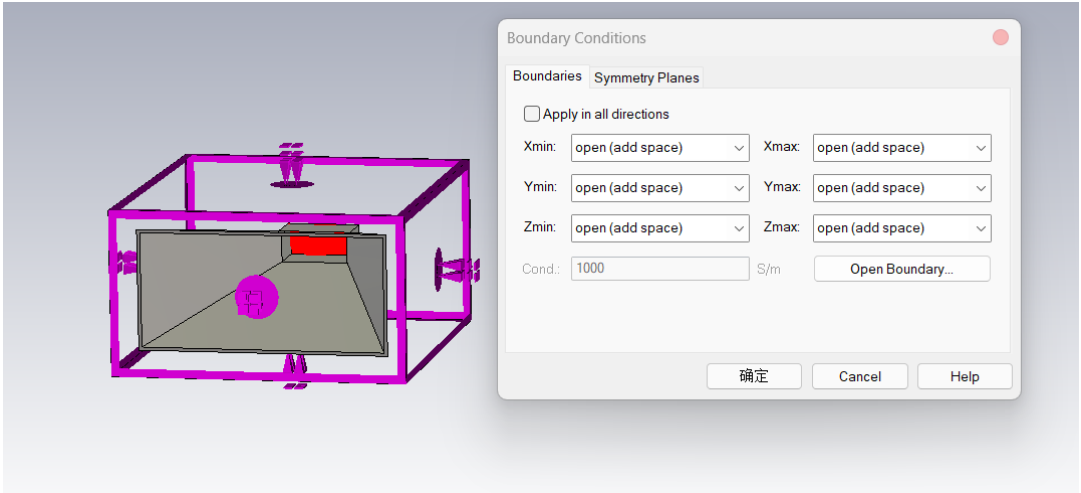 Boundary Conditions
Boundaries Symmetry Planes
Apply in all directions
Xmin: open (add space) Xmax: open (add space)
Ymin: open (add space) Ymax: open (add space)
Zmin: open (add space) Zmax: open (add space)
Cond.: 1000 S/m Open Boundary...
确定 Cancel Help